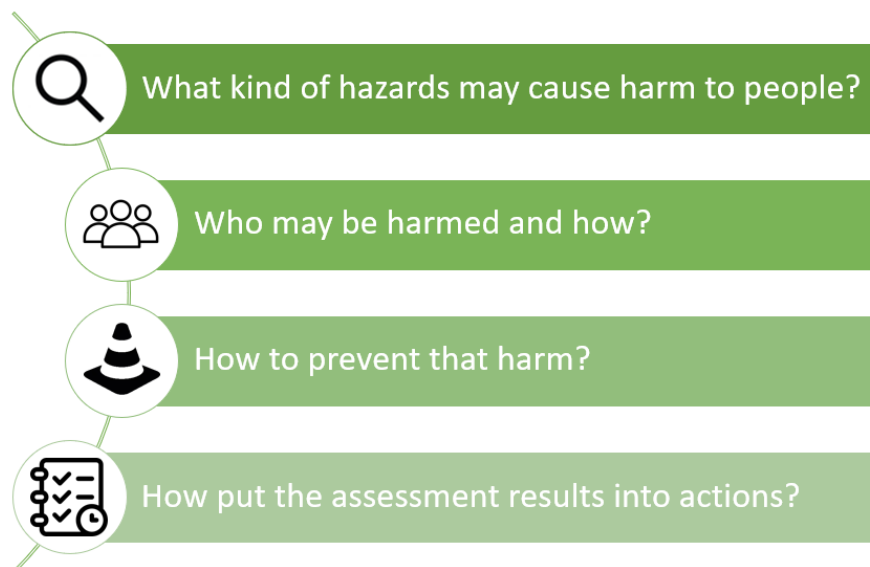 What kind of hazards may cause harm to people?
Who may be harmed and how?
How to prevent that harm?
How put the assessment results into actions?